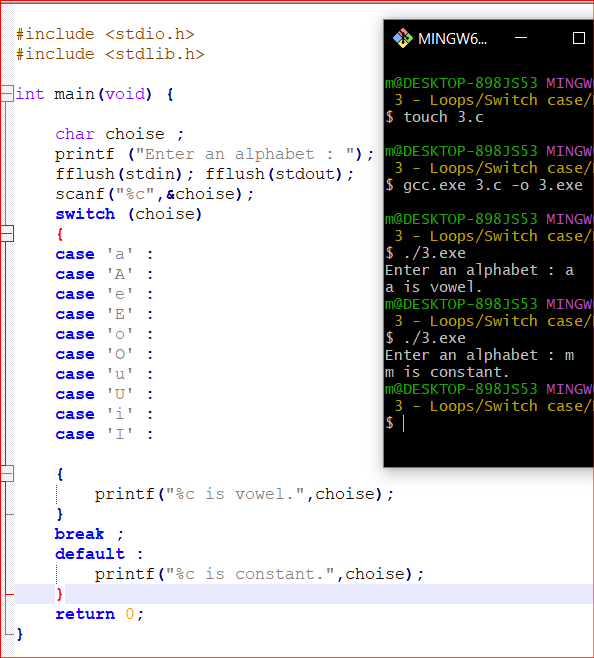 #include <stdio.h>
#include <stdlib.h>
int main(void) {
char choise ;
printf ("Enter an alphabet : ");
fflush(stdin); fflush(stdout);
scanf("%c",&choise);
switch (choise)
{
case 'a' :
case 'A' :
case 'e' :
case 'E' :
case 'o' :
case 'O' :
case 'u' :
case 'U' :
case 'i' :
case 'I' :
{
printf("%c is vowel.",choise);
}
break ;
default :
printf("%c is constant.",choise);
}
return 0;
}
MINGW6...
m@DESKTOP-898JS53 MINGW
3 - Loops/Switch case/
$ touch 3.c
m@DESKTOP-898JS53 MINGW
3 - Loops/Switch case/
$ gcc.exe 3.c -o 3.exe
m@DESKTOP-898JS53 MINGW
3 - Loops/Switch case/
$ ./3.exe
Enter an alphabet : a
a is vowel.
m@DESKTOP-898JS53 MINGW
3 - Loops/Switch case/
$ ./3.exe
Enter an alphabet : m
m is constant.
m@DESKTOP-898JS53 MINGW
3 - Loops/Switch case/
$